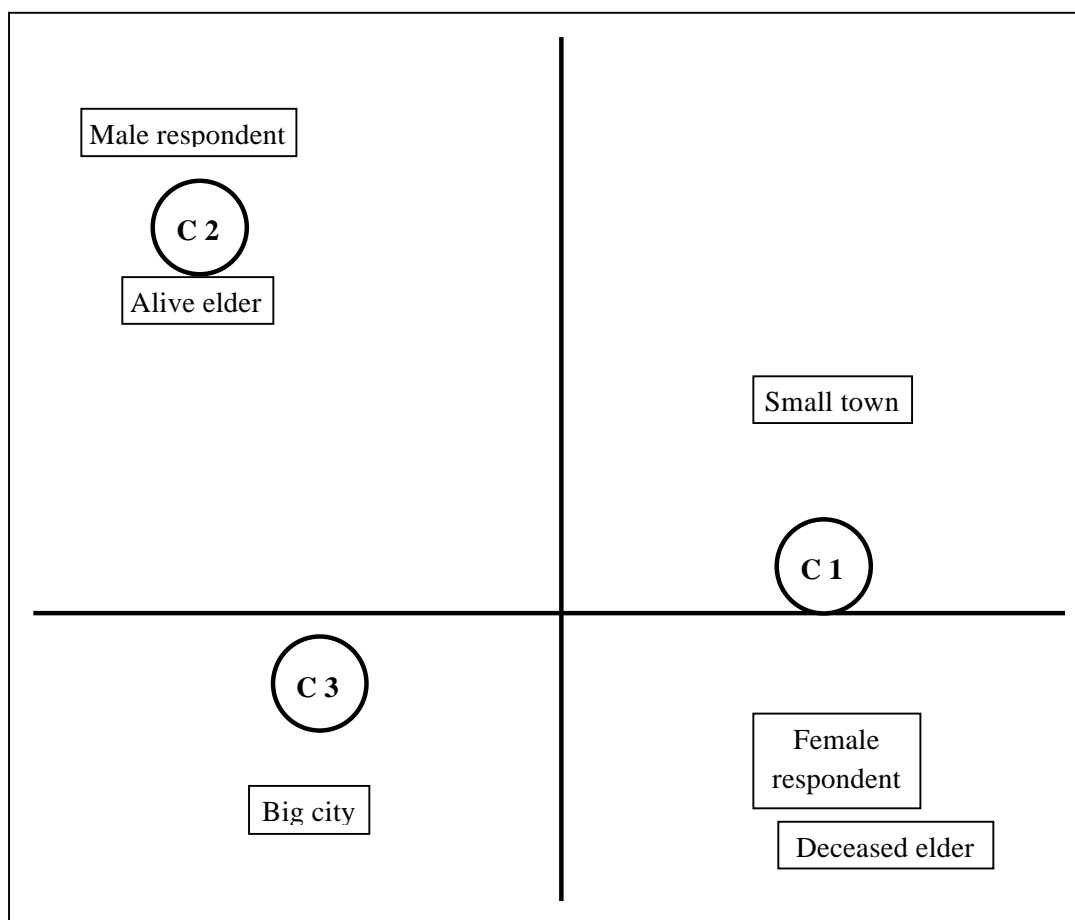 Male respondent
C 2
Alive elder
Small town
C 1
C 3
Female
respondent
Big city
Deceased elder